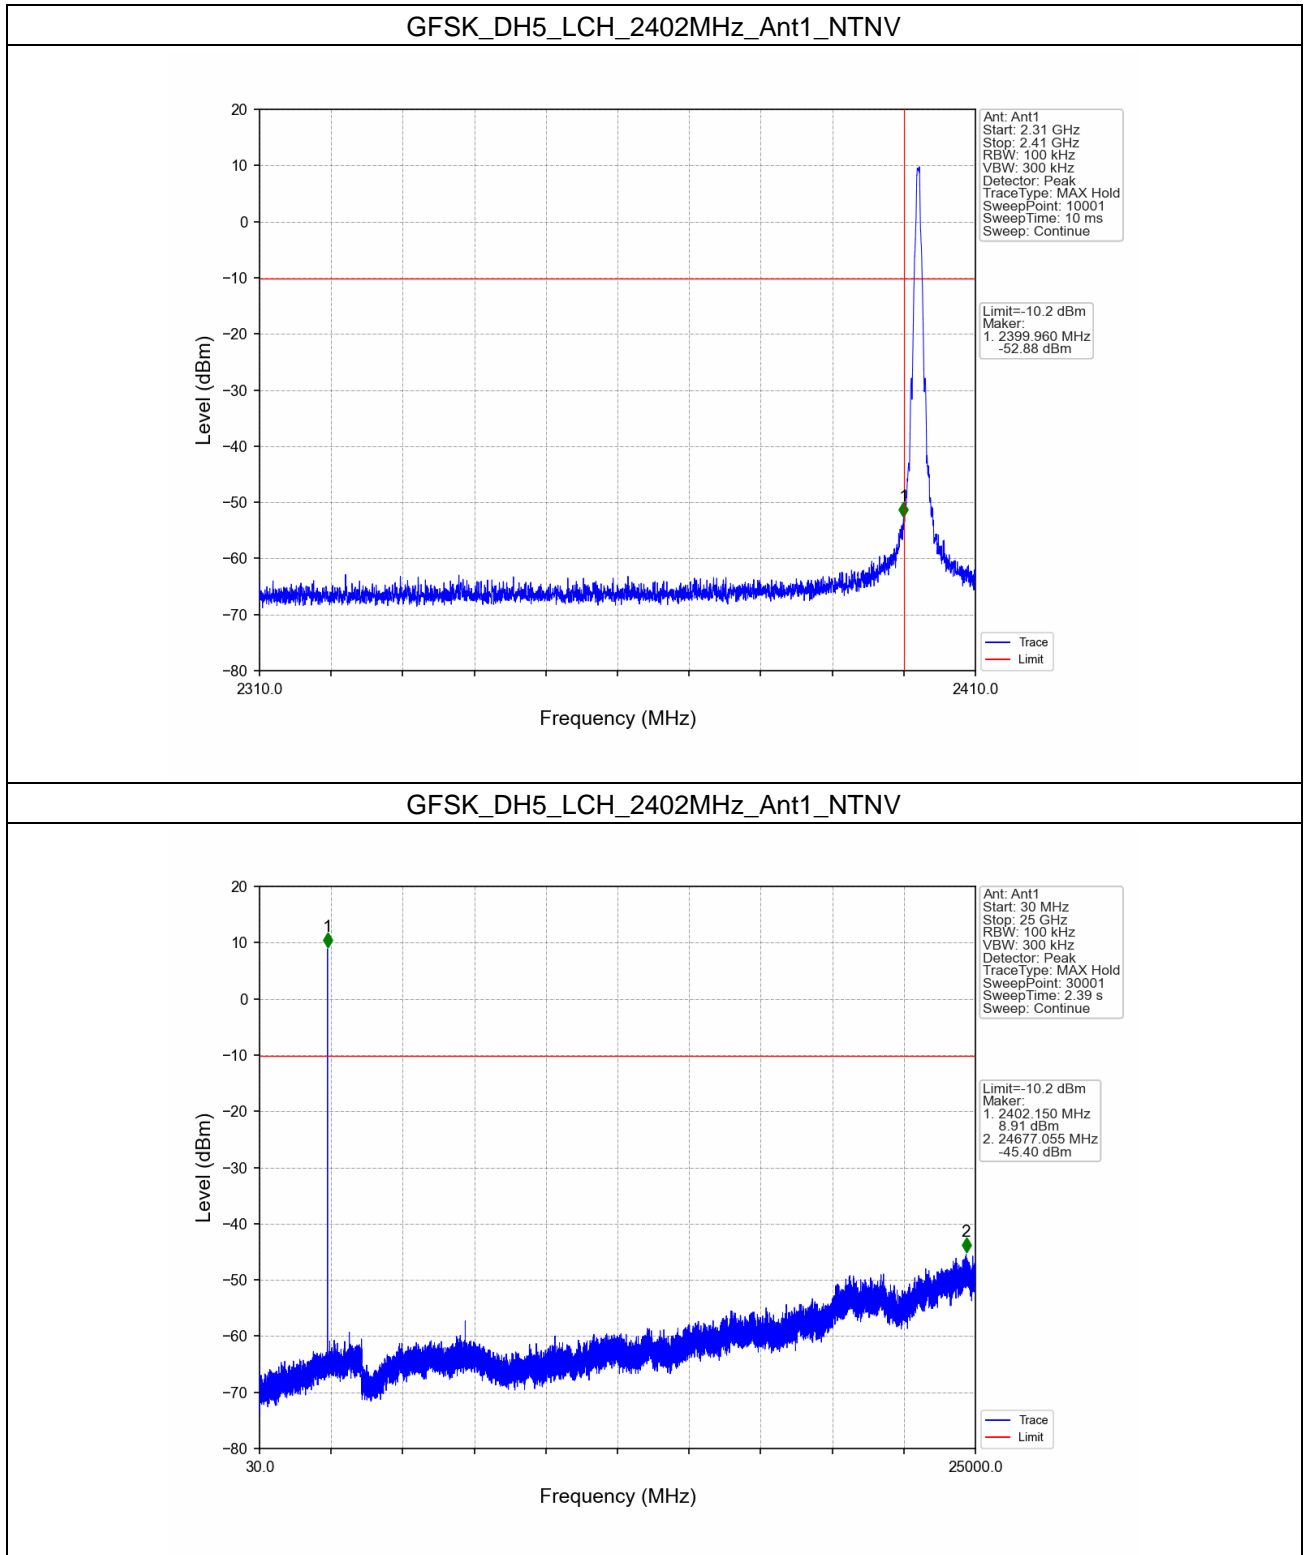 GFSK_DH5_LCH_2402MHz_Ant1_NTNV
20
10
0
−10
−20
−30
−40
−50
−60
−70
−80
Level (dBm)
2310.0
2410.0
Frequency (MHz)
1
Ant: Ant1
Start: 2.31 GHz
Stop: 2.41 GHz
RBW: 100 kHz
VBW: 300 kHz
Detector: Peak
TraceType: MAX Hold
SweepPoint: 10001
SweepTime: 10 ms
Sweep: Continue
Limit=-10.2 dBm
Maker:
1. 2399.960 MHz
-52.88 dBm
Trace
Limit
GFSK_DH5_LCH_2402MHz_Ant1_NTNV
20
10
0
−10
−20
−30
−40
−50
−60
−70
−80
Level (dBm)
30.0
25000.0
Frequency (MHz)
1
2
Ant: Ant1
Start: 30 MHz
Stop: 25 GHz
RBW: 100 kHz
VBW: 300 kHz
Detector: Peak
TraceType: MAX Hold
SweepPoint: 30001
SweepTime: 2.39 s
Sweep: Continue
Limit=-10.2 dBm
Maker:
1. 2402.150 MHz
8.91 dBm
2. 24677.055 MHz
-45.40 dBm
Trace
Limit